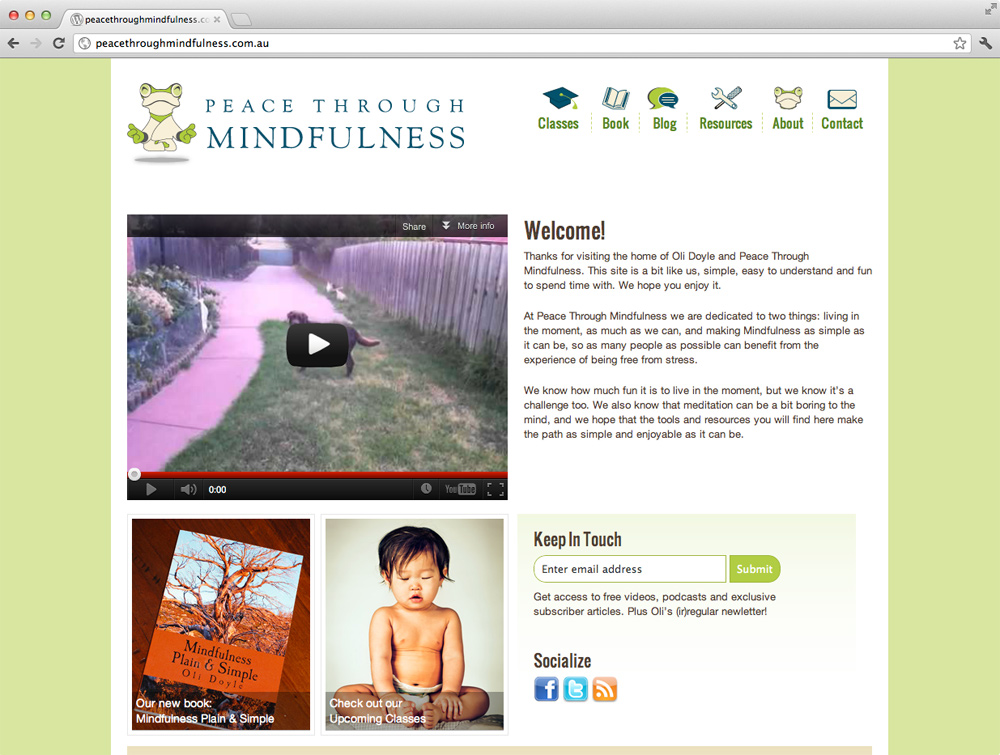 peacethroughmindfulness.co
peacethroughmindfulness.com.au
PEACE THROUGH
MINDFULNESS
Classes
Book
Blog
Resources
About
Contact
Share
More info
0:00
YouTube
Welcome!
Thanks for visiting the home of Oli Doyle and Peace Through
Mindfulness. This site is a bit like us, simple, easy to understand and fun
to spend time with. We hope you enjoy it.
At Peace Through Mindfulness we are dedicated to two things: living in
the moment, as much as we can, and making Mindfulness as simple as
it can be, so as many people as possible can benefit from the
experience of being free from stress.
We know how much fun it is to live in the moment, but we know it's a
challenge too. We also know that meditation can be a bit boring to the
mind, and we hope that the tools and resources you will find here make
the path as simple and enjoyable as it can be.
Mindfulness
Plain & Simple
Oli Doyle
Our new book:
Mindfulness Plain & Simple
Check out our
Upcoming Classes
Keep In Touch
Enter email address
Submit
Get access to free videos, podcasts and exclusive
subscriber articles. Plus Oli's (ir)regular newletter!
Socialize